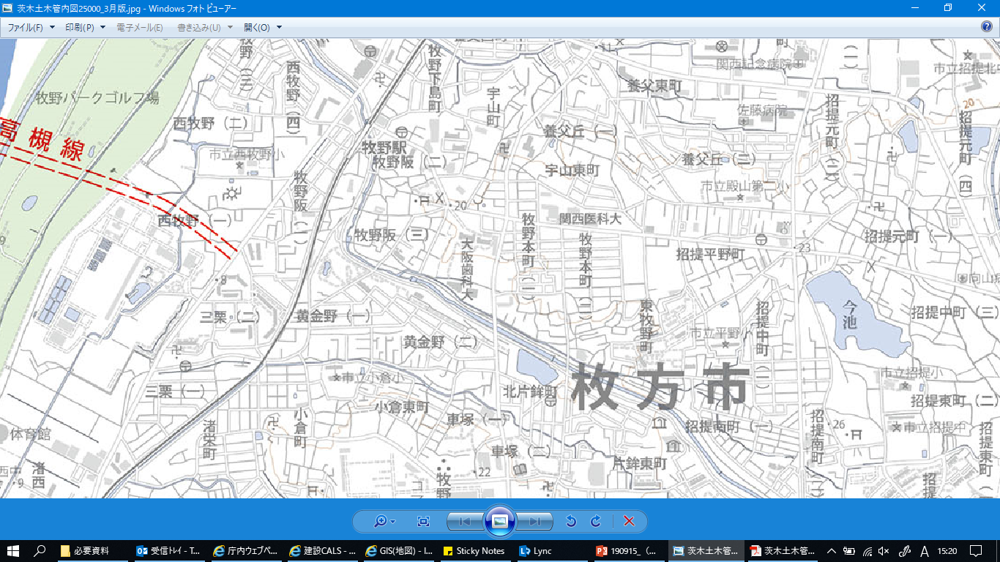 茨木土木管内図25000_3月版.jpg - Windows フォト ビューアー
ファイル(F)
印刷(P)
電子メール(E)
書き込み(U)
開く(O)
牧野パークゴルフ場
高槻線
西牧野（二）
市立西牧野小
西牧野（四）
牧野下島町
宇山町
養父東町
関西記念病院
佐藤病院
招提元町（二）
市立招提北中
20
招提元町（四）
牧野駅
牧野阪（二）
養父丘（一
養父丘（二）
宇山東町
市立殿山第二小
牧野阪（一）
西牧野（一）
20
関西医科大
牧野阪（三）
大阪歯科大
牧野本町（一）
牧野本町（二）
招提平野町
23
招提元町（一）
8
三栗（二）
黄金野（一）
黄金野（二）
東牧野町
市立平野小
招提中町（一）
今池
招提中町（三）
市立招提小
招提東町（二）
枚方市
北片鉾町
市立小倉小
三栗（一）
小倉東町
車塚（一）
車塚（二）
片鉾東町
招提南町（一）
招提南町（二）
26
市立招提中
招提東町（一）
体育館
渚栄町
小倉町
渚西
9
22
牧野
招提
必要資料
受信トレイ - T...
庁内ウェブペ...
建設CALS - ...
GIS(地図) - I...
Sticky Notes
Lync
190915_（...
茨木土木管...
茨木土木管...
A
15:20